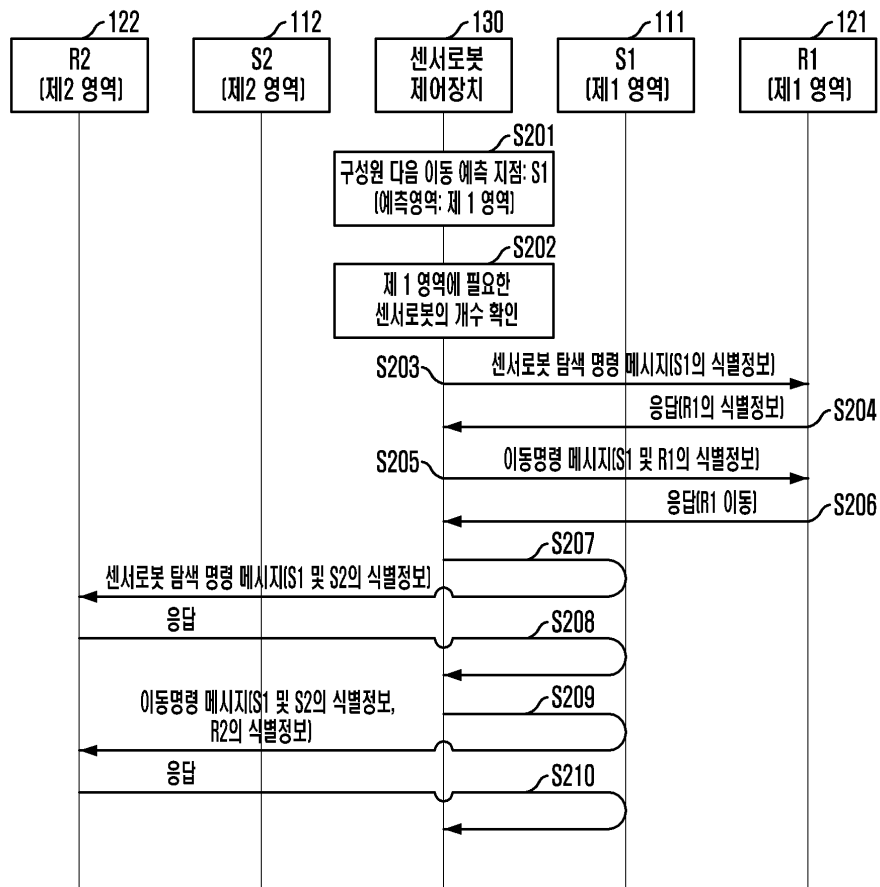 122
112
130
111
121
R2
(제2 영역)
S2
(제2 영역)
센서로봇
제어장치
S1
(제1 영역)
R1
(제1 영역)
S201
구성원 다음 이동 예측 지점: S1
(예측영역: 제 1 영역)
S202
제 1 영역에 필요한
센서로봇의 개수 확인
S203
센서로봇 탐색 명령 메시지(S1의 식별정보)
응답(R1의 식별정보)
S204
S205
이동명령 메시지(S1 및 R1의 식별정보)
응답(R1 이동)
S206
S207
센서로봇 탐색 명령 메시지(S1 및 S2의 식별정보)
응답
S208
이동명령 메시지(S1 및 S2의 식별정보,
R2의 식별정보)
S209
응답
S210